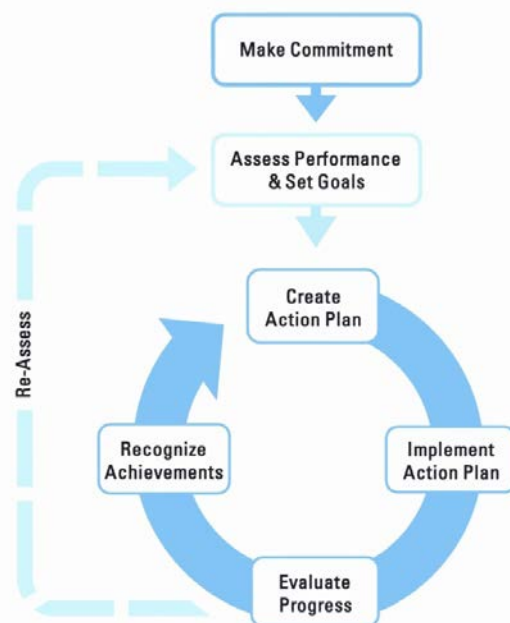 Make Commitment
Assess Performance
& Set Goals
Create
Action Plan
Re-Assess
Recognize
Achievements
Implement
Action Plan
Evaluate
Progress